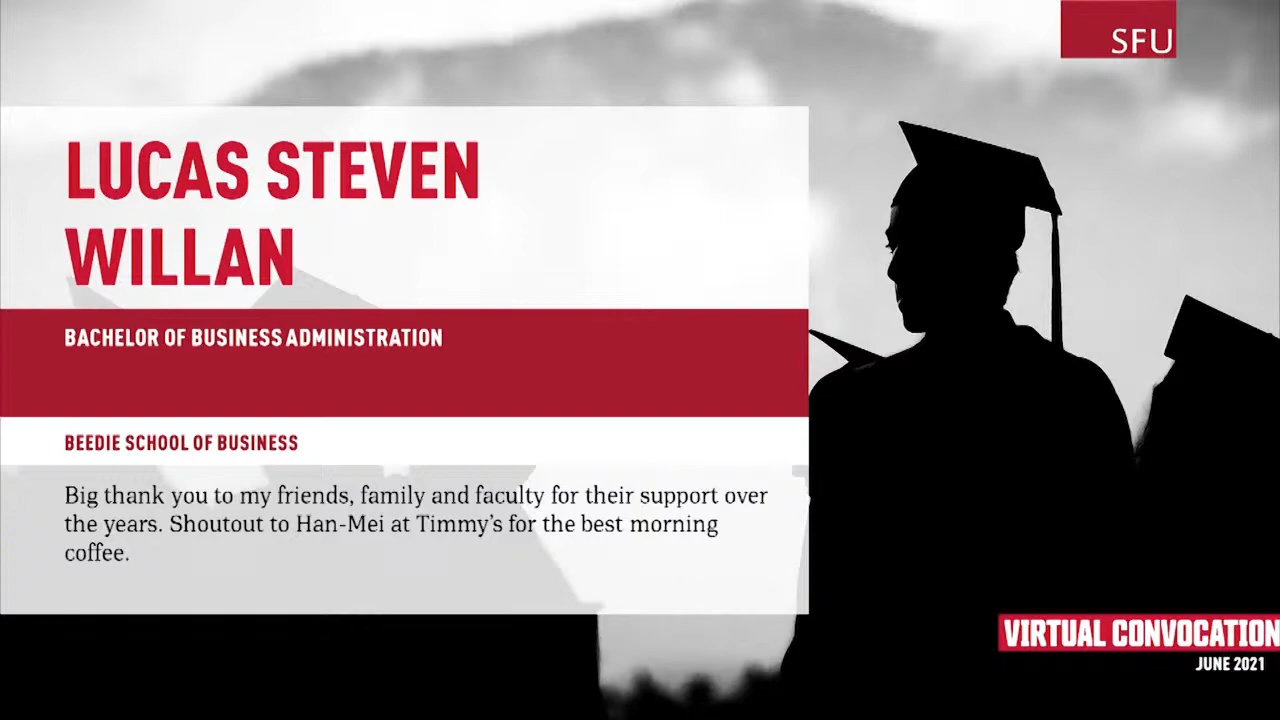 SFU
LUCAS STEVEN
WILLAN
BACHELOR OF BUSINESS ADMINISTRATION
BEEDIE SCHOOL OF BUSINESS
Big thank you to my friends, family and faculty for their support over
the years. Shoutout to Han-Mei at Timmy’s for the best morning
coffee.
VIRTUAL CONVOCATION
JUNE 2021